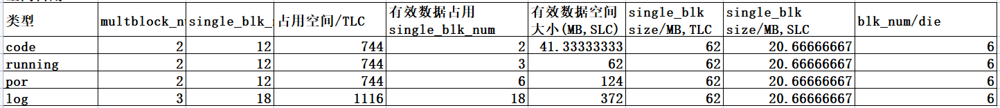 类型 multblock_n single_blk_ 占用空间/TLC 有效数据占用 single_blk_num 有效数据空间 大小(MB,SLC) single_blk size/MB,TLC single_blk size/MB,SLC blk_num/die
code 2 12 744 2 41.33333333 62 20.66666667 6
running 2 12 744 3 62 62 20.66666667 6
por 2 12 744 6 124 62 20.66666667 6
log 3 18 1116 18 372 62 20.66666667 6